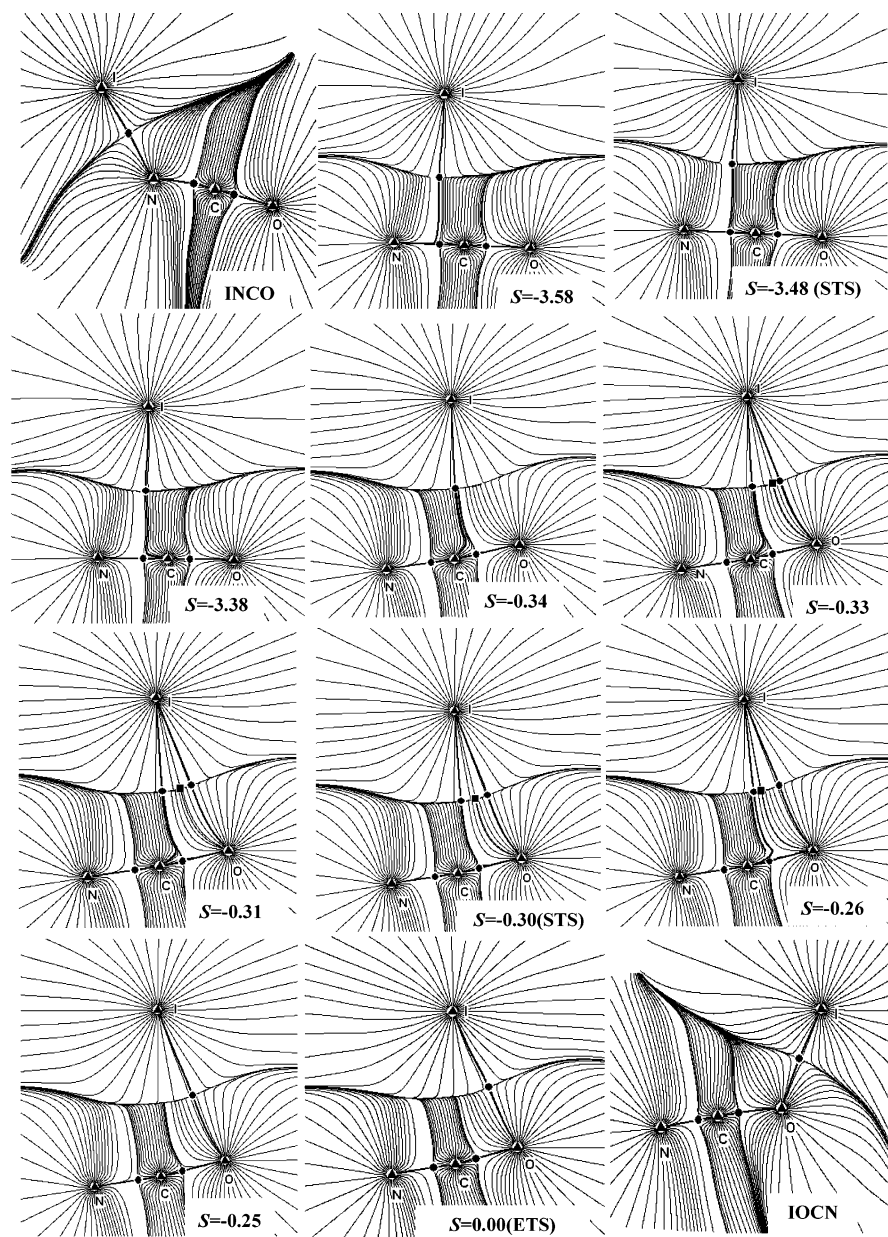 I
N
C
O
INCO
I
N
C
O
S=-3.58
I
N
C
O
S=-3.48 (STS)
I
N
C
O
S=-3.38
I
N
C
O
S=-0.34
I
N
C
O
S=-0.33
I
N
C
O
S=-0.31
I
N
C
O
S=-0.30(STS)
I
N
C
O
S=-0.26
I
N
C
O
S=-0.25
I
N
C
O
S=0.00(ETS)
I
N
C
O
IOCN